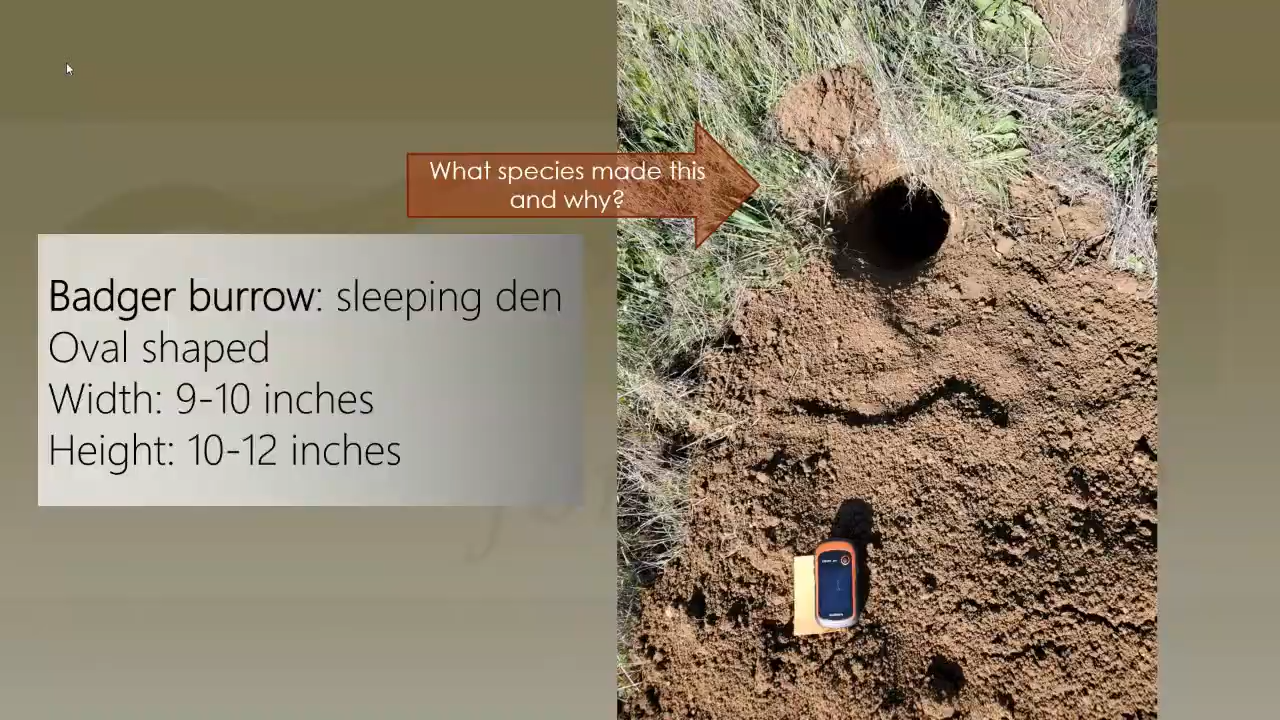 What species made this
and why?
Badger burrow: sleeping den
Oval shaped
Width: 9-10 inches
Height: 10-12 inches